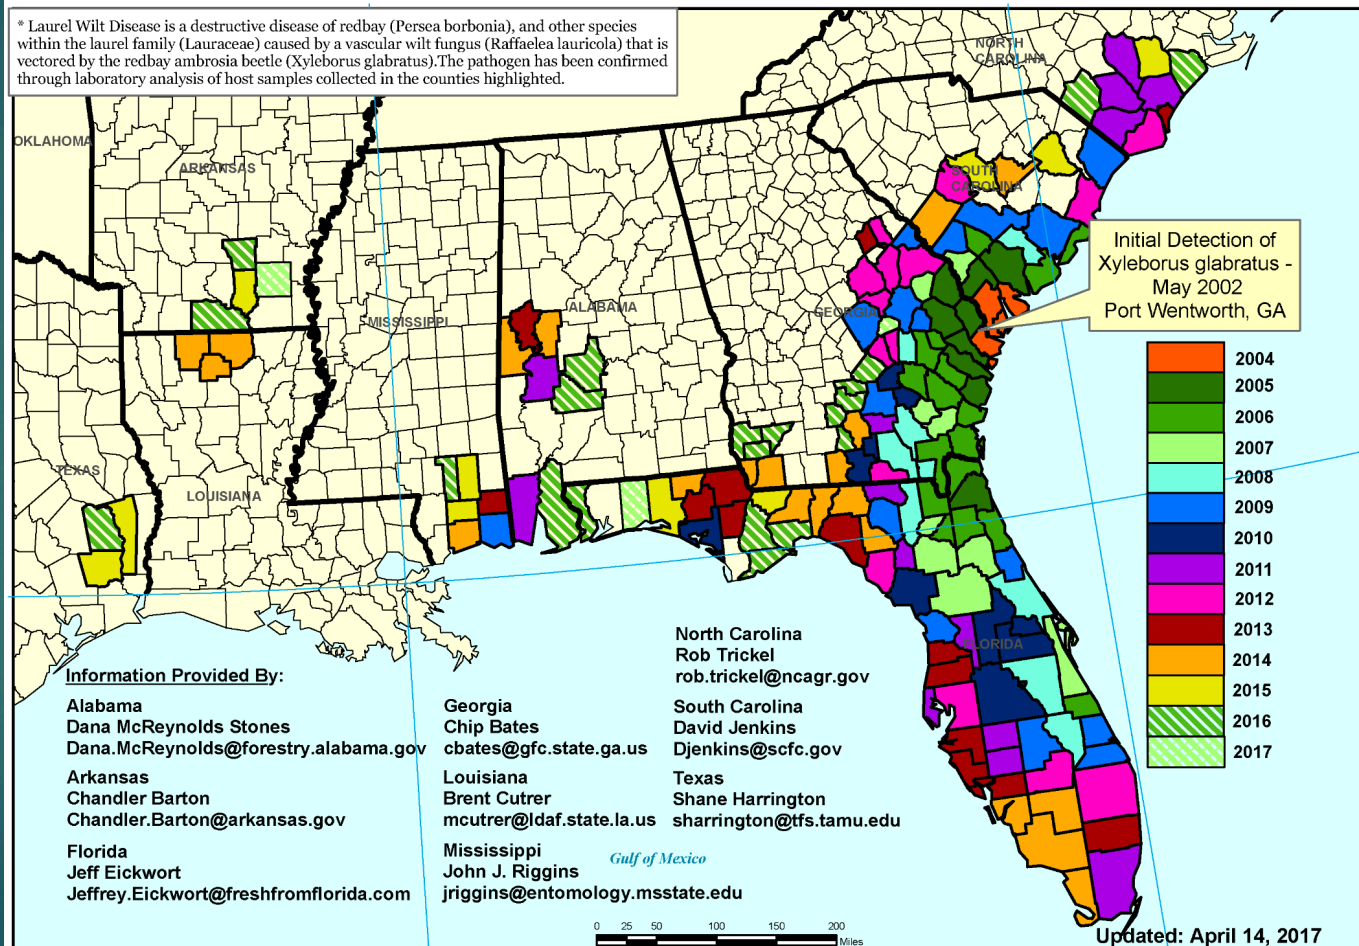 * Laurel Wilt Disease is a destructive disease of redbay (Persea borbonia), and other species
within the laurel family (Lauraceae) caused by a vascular wilt fungus (Raffaelea lauricola) that is
vectored by the redbay ambrosia beetle (Xyleborus glabratus).The pathogen has been confirmed
through laboratory analysis of host samples collected in the counties highlighted.
NORTH
CAROLINA
OKLAHOMA
ARKANSAS
SOUTH
CAROLINA
Initial Detection of
Xyleborus glabratus -
May 2002
Port Wentworth, GA
MISSISSIPPI
ALABAMA
GEORGIA
TEXAS
LOUISIANA
FLORIDA
2004
2005
2006
2007
2008
2009
2010
2011
2012
2013
2014
2015
2016
2017
Information Provided By:
Alabama
Dana McReynolds Stones
Dana.McReynolds@forestry.alabama.gov
Arkansas
Chandler Barton
Chandler.Barton@arkansas.gov
Florida
Jeff Eickwort
Jeffrey.Eickwort@freshfromflorida.com
Georgia
Chip Bates
cbates@gfc.state.ga.us
Louisiana
Brent Cutrer
mcutrer@ldaf.state.la.us
Mississippi
John J. Riggins
jriggins@entomology.msstate.edu
North Carolina
Rob Trickel
rob.trickel@ncagr.gov
South Carolina
David Jenkins
Djenkins@scfc.gov
Texas
Shane Harrington
sharrington@tfs.tamu.edu
Gulf of Mexico
0 25 50 100 150 200
Miles
Updated: April 14, 2017